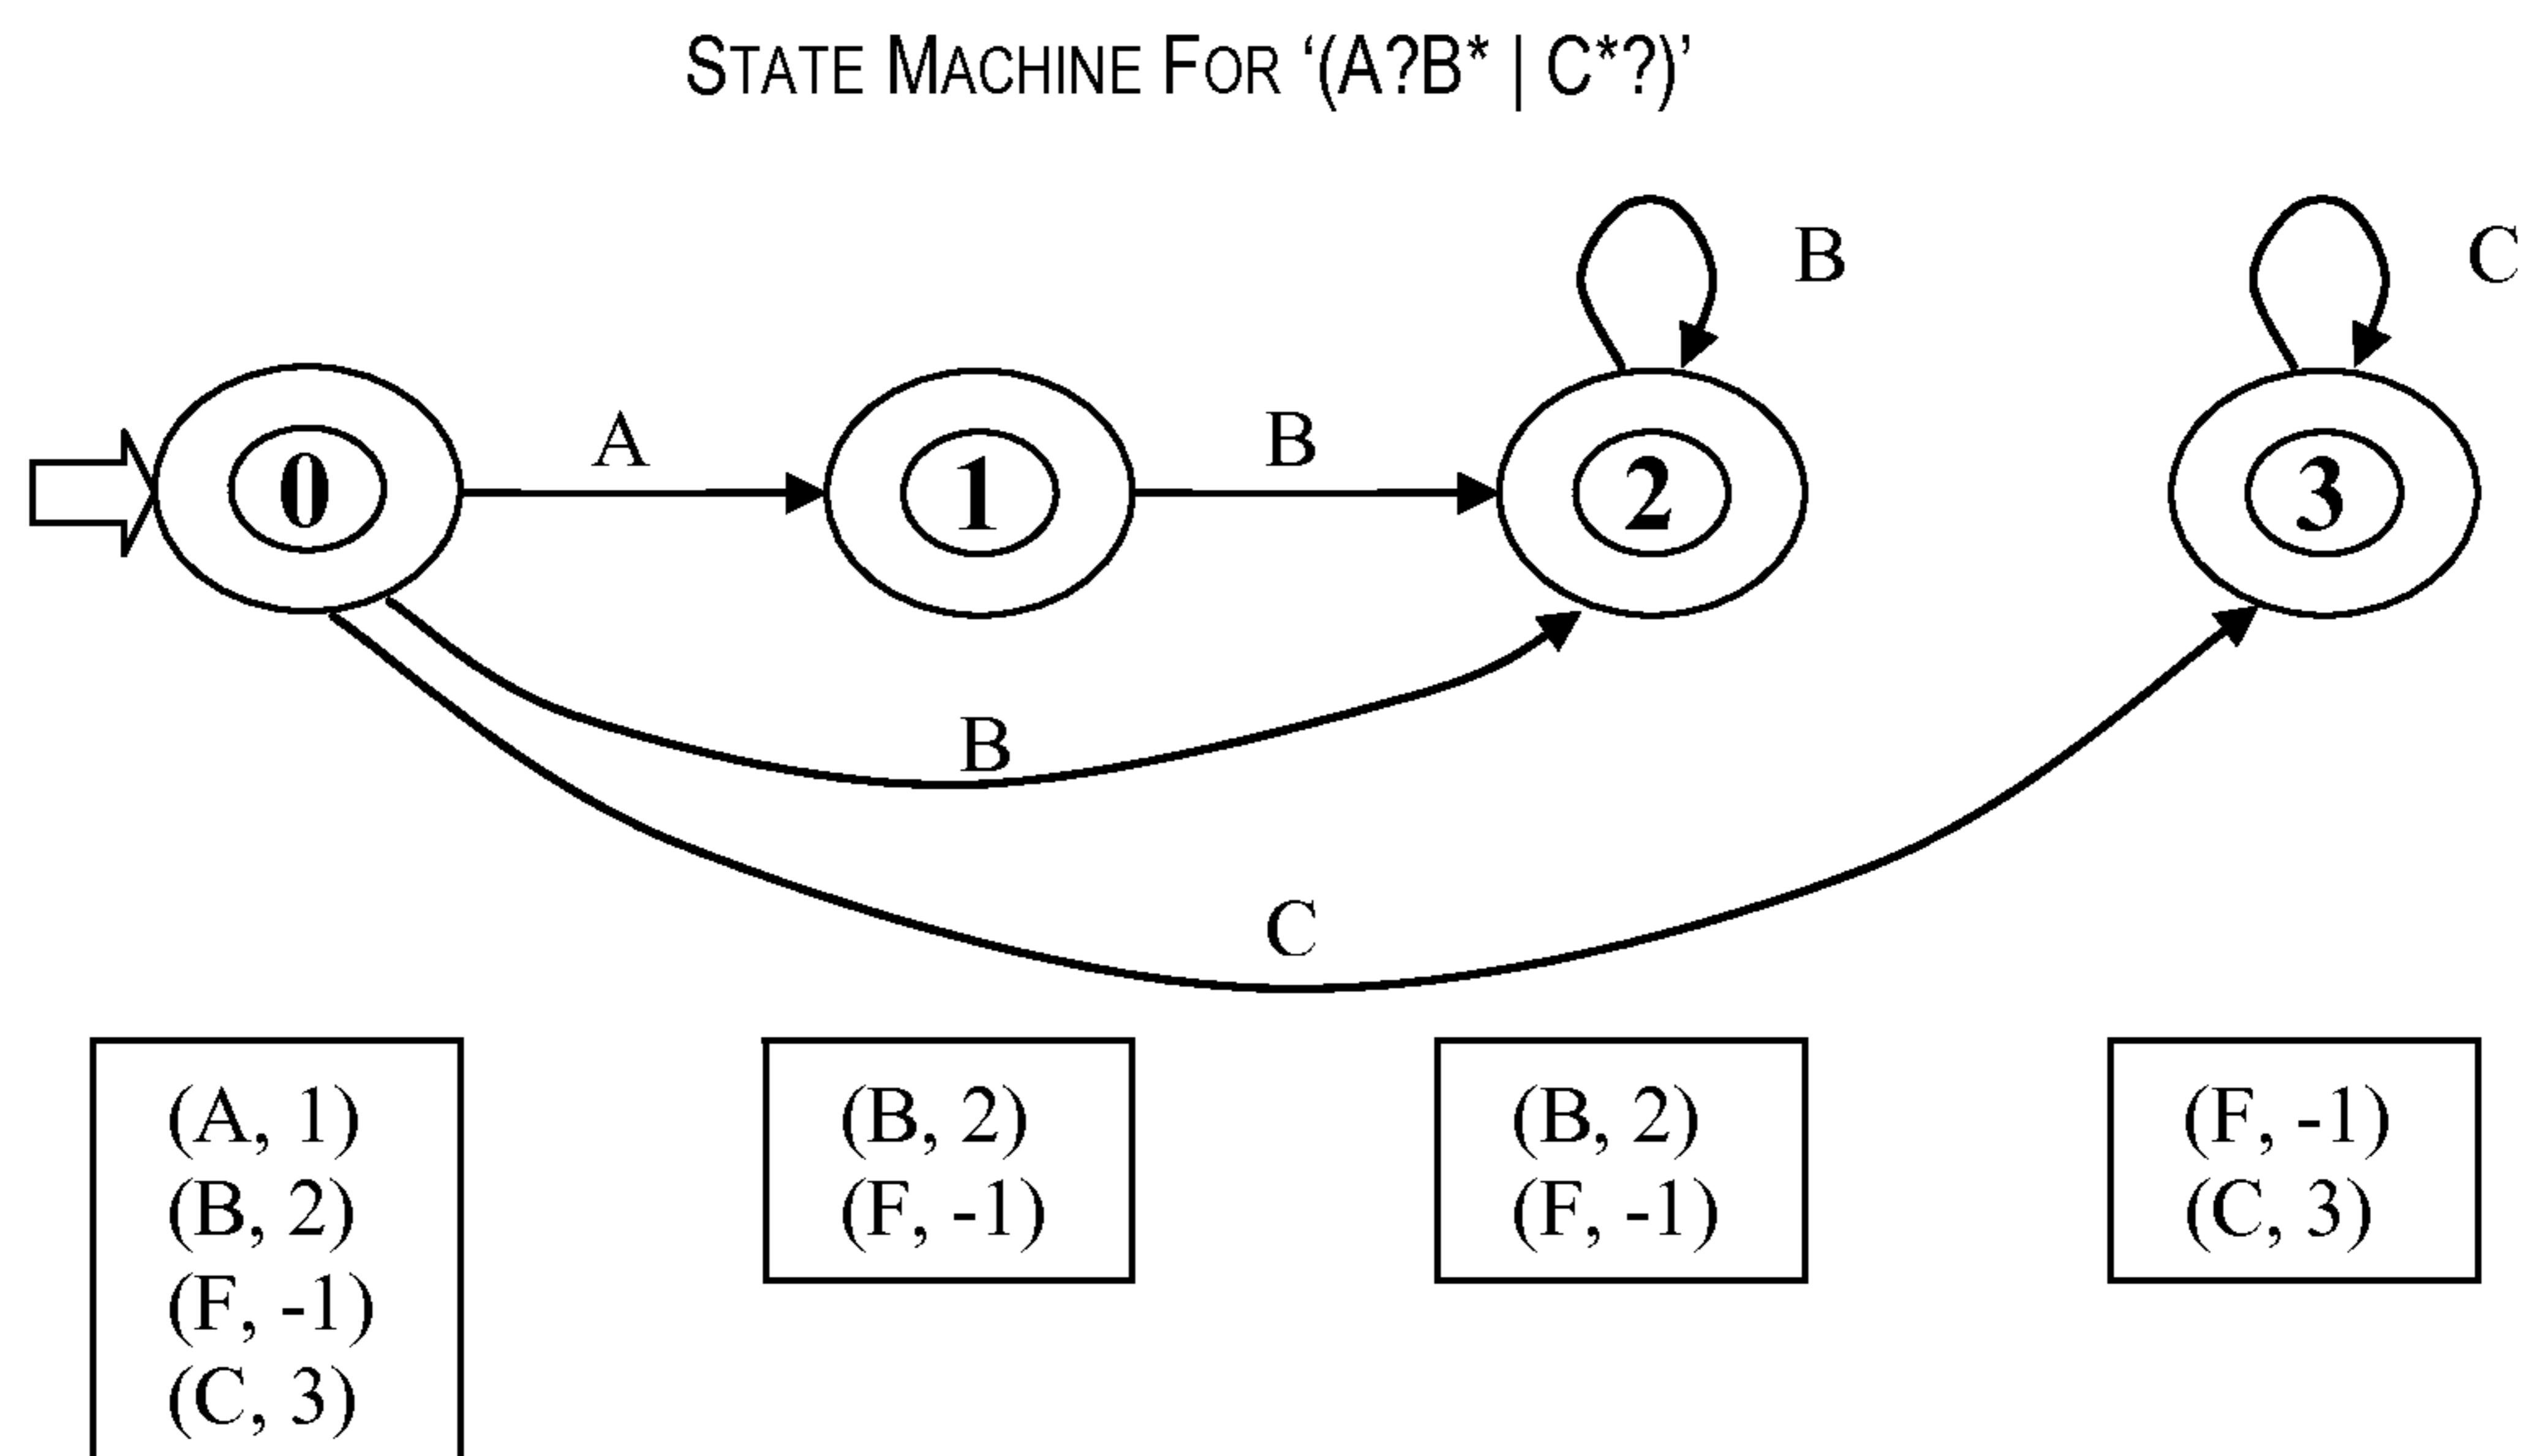 STATE MACHINE FOR ‘(A?B* | C*?)’
B
C
A
B
0
1
2
3
B
C
(A, 1)
(B, 2)
(F, -1)
(C, 3)
(B, 2)
(F, -1)
(B, 2)
(F, -1)
(F, -1)
(C, 3)